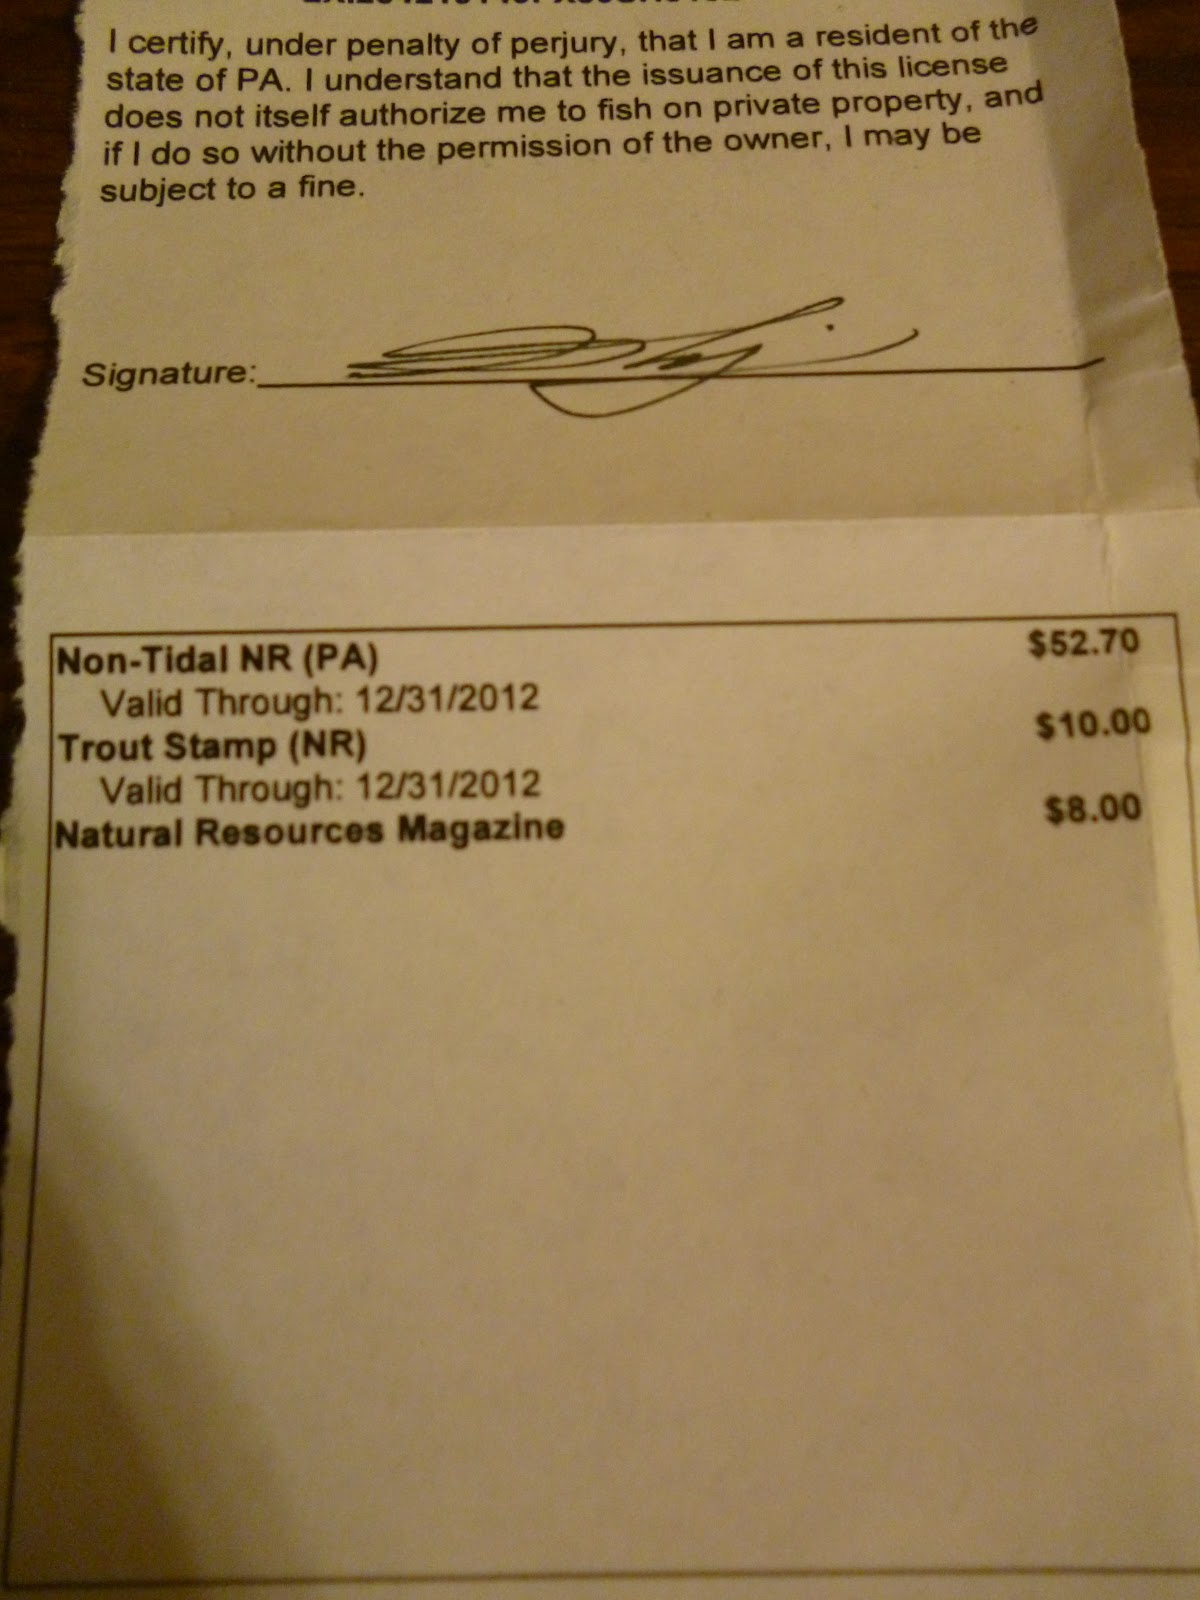 I certify, under penalty of perjury, that I am a resident of the
state of PA. I understand that the issuance of this license
does not itself authorize me to fish on private property, and
if I do so without the permission of the owner, I may be
subject to a fine.
Signature:
Non-Tidal NR (PA) $52.70
Valid Through: 12/31/2012
Trout Stamp (NR) $10.00
Valid Through: 12/31/2012
Natural Resources Magazine $8.00